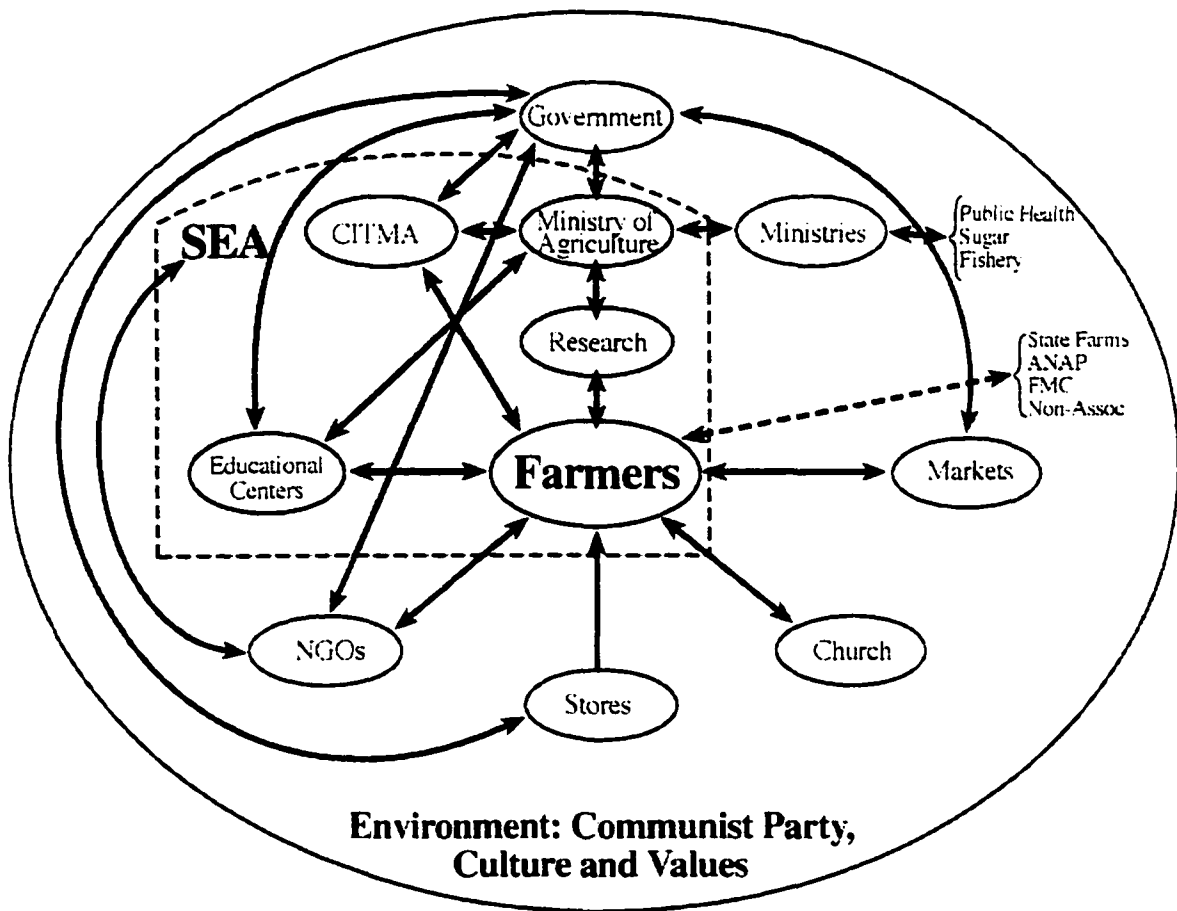 Government
SEA
CITMA
Ministry of
Agriculture
Ministries
Public Health
Sugar
Fishery
Research
State Farms
ANAP
FMC
Non-Assoc
Educational
Centers
Farmers
Markets
NGOs
Church
Stores
Environment: Communist Party,
Culture and Values